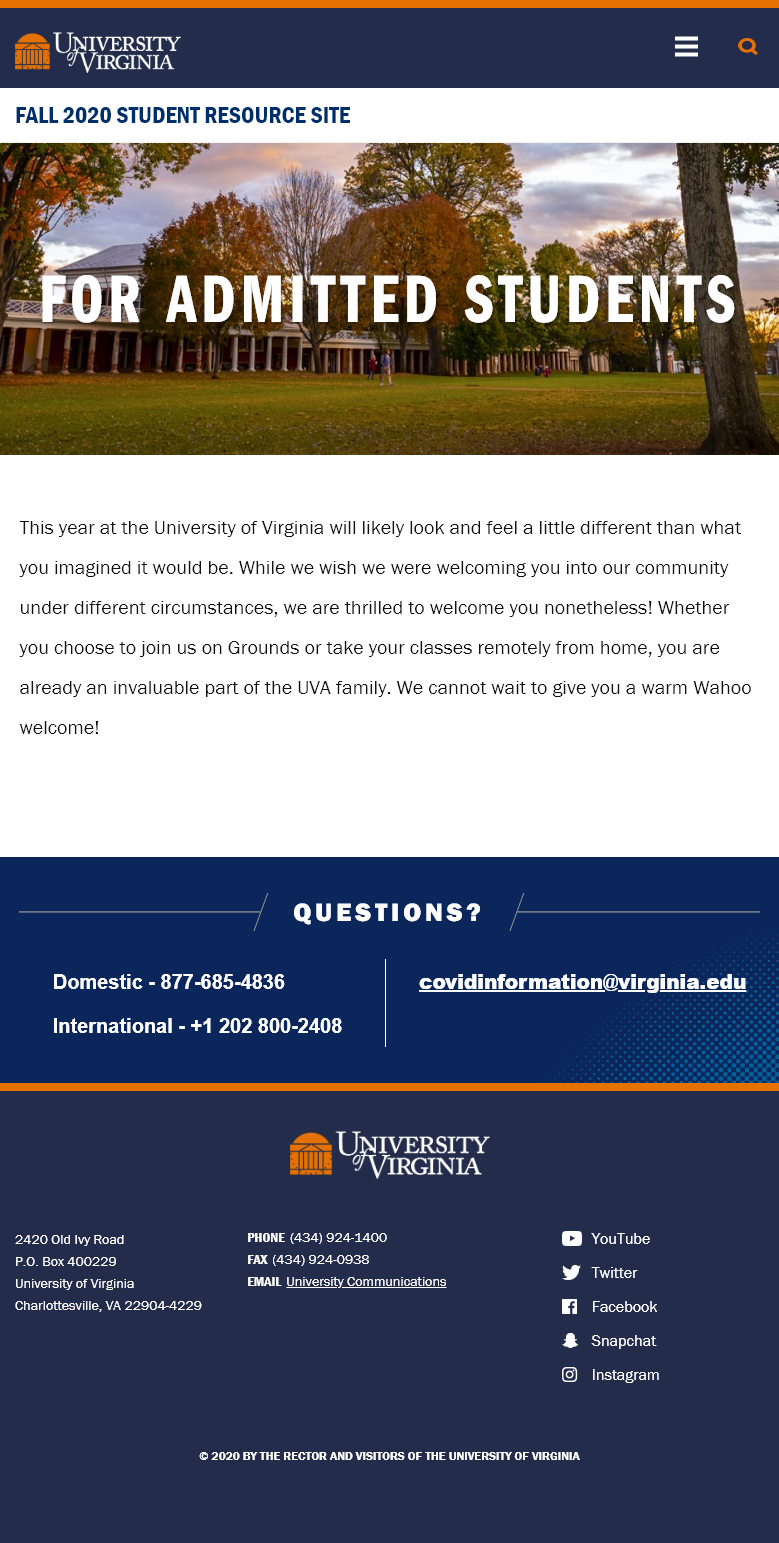 UNIVERSITY
of VIRGINIA
FALL 2020 STUDENT RESOURCE SITE
FOR ADMITTED STUDENTS
This year at the University of Virginia will likely look and feel a little different than what
you imagined it would be. While we wish we were welcoming you into our community
under different circumstances, we are thrilled to welcome you nonetheless! Whether
you choose to join us on Grounds or take your classes remotely from home, you are
already an invaluable part of the UVA family. We cannot wait to give you a warm Wahoo
welcome!
QUESTIONS?
Domestic - 877-685-4836
International - +1 202 800-2408
covidinformation@virginia.edu
UNIVERSITY
of VIRGINIA
2420 Old Ivy Road
P.O. Box 400229
University of Virginia
Charlottesville, VA 22904-4229
PHONE (434) 924-1400
FAX (434) 924-0938
EMAIL University Communications
YouTube
Twitter
Facebook
Snapchat
Instagram
© 2020 BY THE RECTOR AND VISITORS OF THE UNIVERSITY OF VIRGINIA